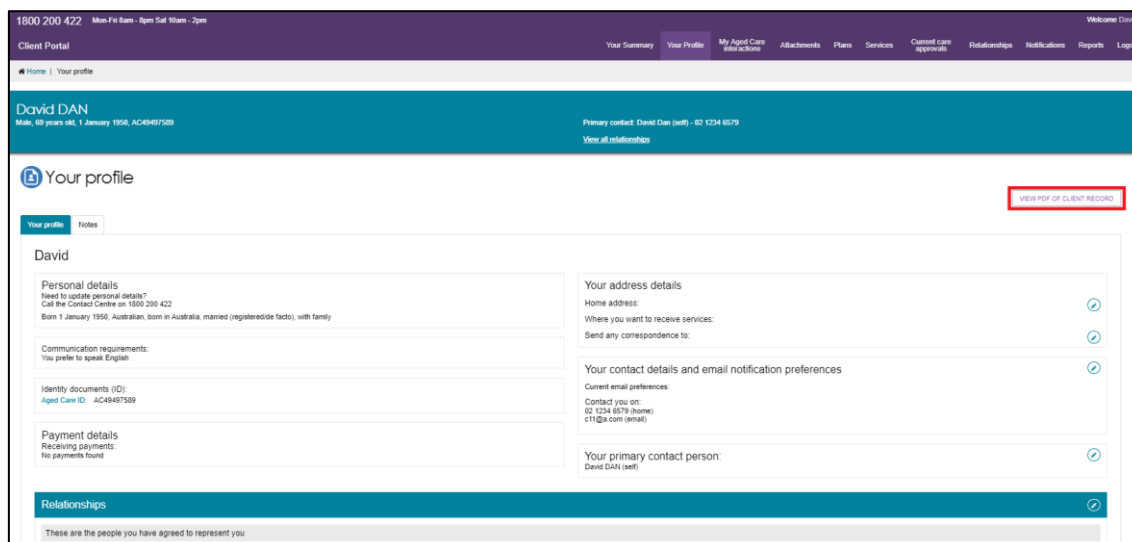 1800 200 422 Mon-Fri 8am - 8pm Sat 10am - 2pm
Welcome Davi
Client Portal
Your Summary
Your Profile
My Aged Care interactions
Attachments
Plans
Services
Current care approvals
Relationships
Notifications
Reports
Logo
Home | Your profile
David DAN
Male, 69 years old, 1 January 1950, AC49497589
Primary contact: David Dan (self) - 02 1234 6579
View all relationships
Your profile
VIEW PDF OF CLIENT RECORD
Your profile
Notes
David
Personal details
Need to update personal details?
Call the Contact Centre on 1800 200 422
Born 1 January 1950, Australian, born in Australia, married (registered/de facto), with family
Communication requirements:
You prefer to speak English
Identity documents (ID):
Aged Care ID: AC49497589
Payment details
Receiving payments:
No payments found
Your address details
Home address:
Where you want to receive services:
Send any correspondence to:
Your contact details and email notification preferences
Current email preferences:
Contact you on:
02 1234 6579 (home)
c11@a.com (email)
Your primary contact person:
David DAN (self)
Relationships
These are the people you have agreed to represent you